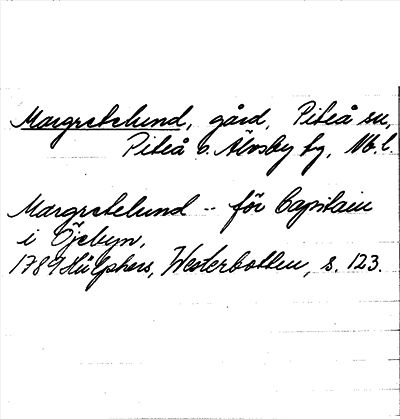 Margretelund, gård, Piteå sn,
Piteå o. Älvsby tg, Nb.l.
Margretelund -- för Capitain
i Öjebyn,
1789 Hülphers, Westerbotten, s. 123.